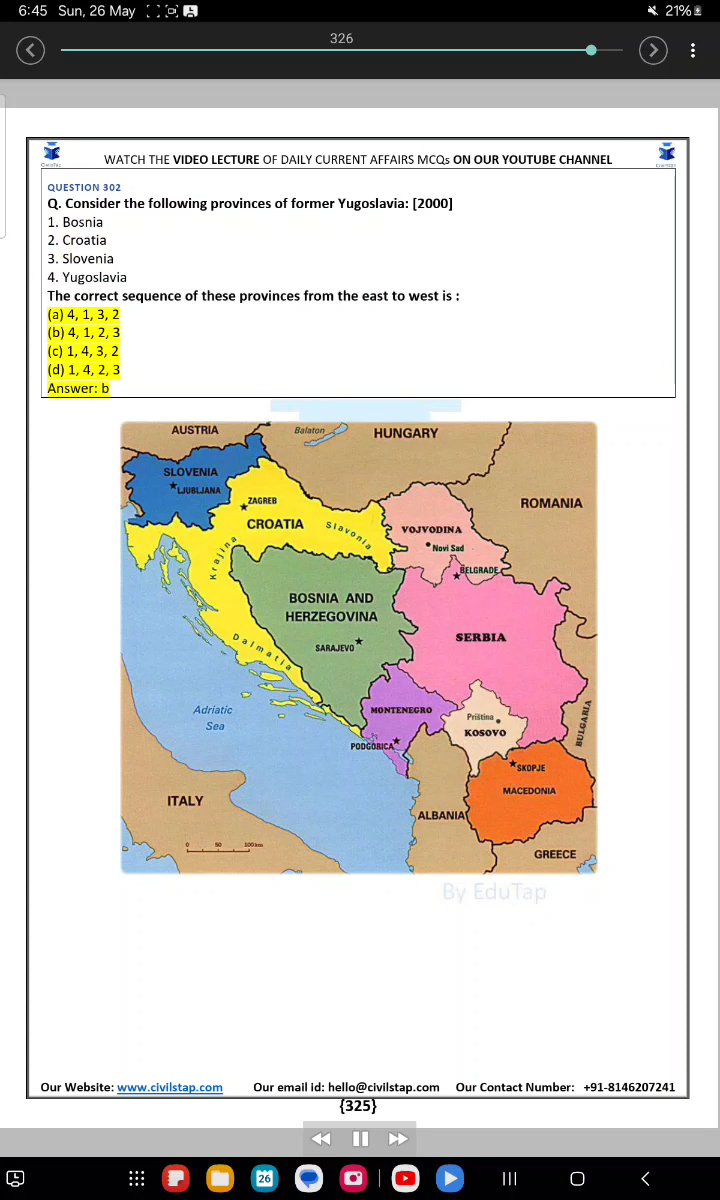 6:45 Sun, 26 May
21%
326
WATCH THE VIDEO LECTURE OF DAILY CURRENT AFFAIRS MCQs ON OUR YOUTUBE CHANNEL
QUESTION 302
Q. Consider the following provinces of former Yugoslavia: [2000]
1. Bosnia
2. Croatia
3. Slovenia
4. Yugoslavia
The correct sequence of these provinces from the east to west is :
(a) 4, 1, 3, 2
(b) 4, 1, 2, 3
(c) 1, 4, 3, 2
(d) 1, 4, 2, 3
Answer: b
AUSTRIA
Balaton
HUNGARY
SLOVENIA
LJUBLJANA
ZAGREB
CROATIA
Slavonia
Krajina
VOJVODINA
Novi Sad
ROMANIA
BELGRADE
BOSNIA AND
HERZEGOVINA
SARAJEVO
SERBIA
Dalmatia
Adriatic
Sea
MONTENEGRO
PODGORICA
Priština
KOSOVO
BULGARIA
SKOPJE
MACEDONIA
ITALY
ALBANIA
GREECE
0 50 100 km
By EduTap
Our Website: www.civilstap.com Our email id: hello@civilstap.com Our Contact Number: +91-8146207241
{325}
26